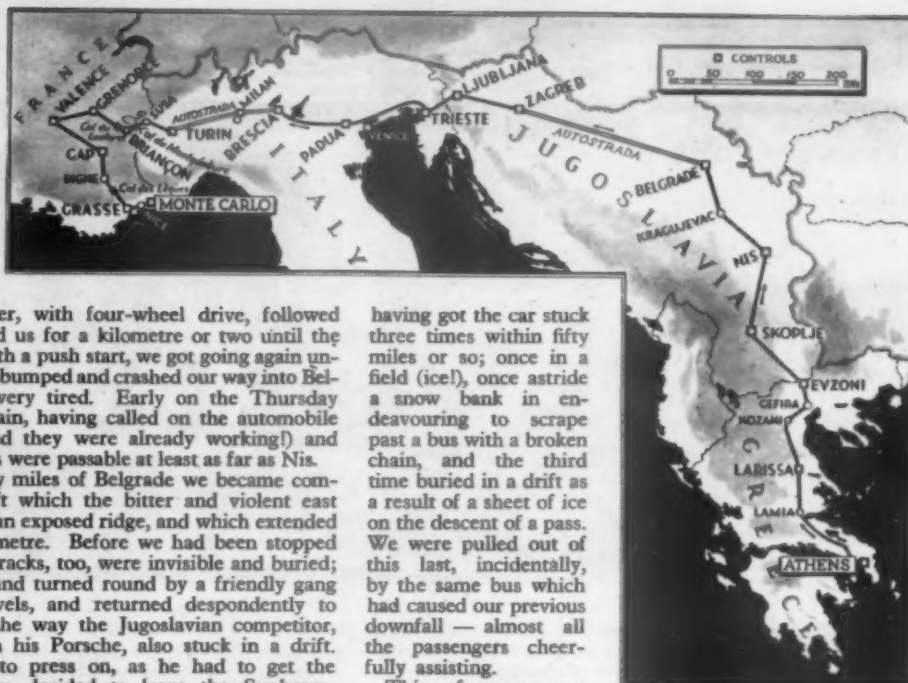 FRANCE
VALENCE
GRENOBLE
SUSA
AUTOSTRADA
MILAN
TURIN
BRESCIA
BRIANÇON
GAP
DIGNE
Col des Lèques
GRASSE
NICE
MONTE CARLO
ITALY
PADUA
VENICE
TRIESTE
LJUBLJANA
ZAGREB
AUTOSTRADA
JUGOSLAVIA
BELGRADE
KRAGUJEVAC
NIS
SKOPLJE
EVZONI
GEFIRA
KOZANI
LARISSA
LAMIA
ATHENS
GREECE
CONTROLS
0 50 100 150 200
er, with four-wheel drive, followed
d us for a kilometre or two until the
th a push start, we got going again un-
bumped and crashed our way into Bel-
very tired. Early on the Thursday
ain, having called on the automobile
d they were already working!) and
s were passable at least as far as Nis.
y miles of Belgrade we became com-
ft which the bitter and violent east
an exposed ridge, and which extended
metre. Before we had been stopped
racks, too, were invisible and buried;
and turned round by a friendly gang
vels, and returned despondently to
the way the Jugoslavian competitor,
n his Porsche, also stuck in a drift.
to press on, as he had to get the
having got the car stuck
three times within fifty
miles or so; once in a
field (ice!), once astride
a snow bank in en-
deavouring to scrape
past a bus with a broken
chain, and the third
time buried in a drift as
a result of a sheet of ice
on the descent of a pass.
We were pulled out of
this last, incidentally,
by the same bus which
had caused our previous
downfall — almost all
the passengers cheer-
fully assisting.